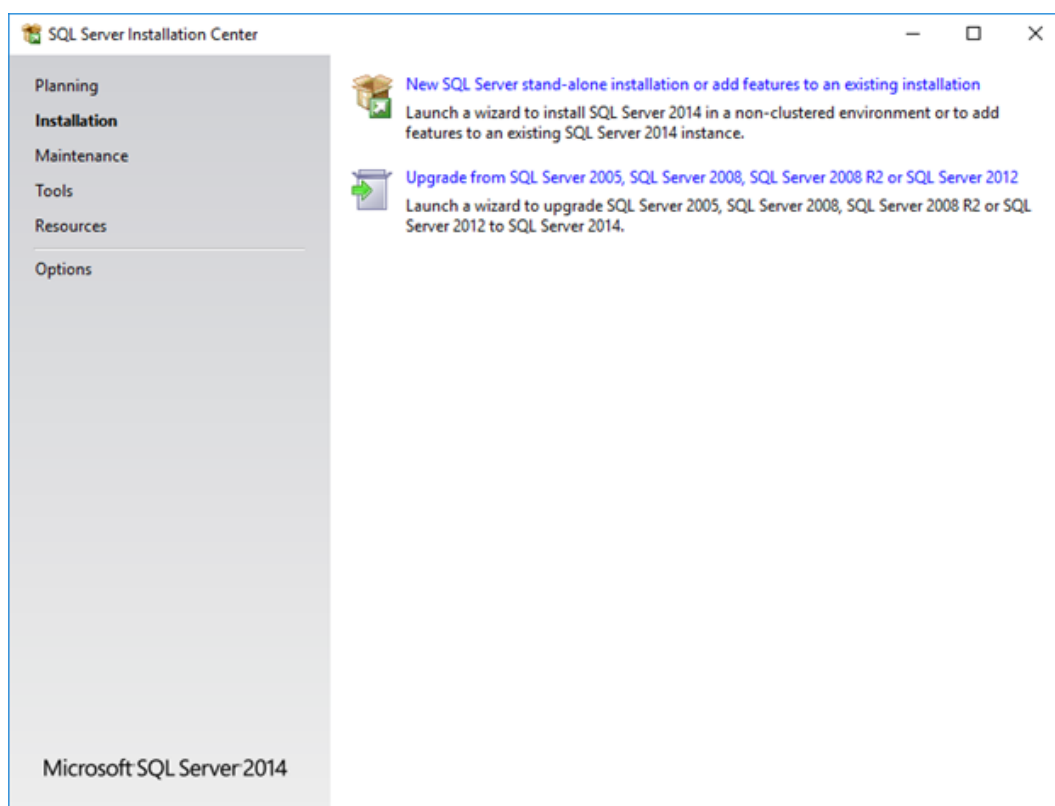 SQL Server Installation Center
Planning
Installation
Maintenance
Tools
Resources
Options
Microsoft SQL Server 2014
New SQL Server stand-alone installation or add features to an existing installation
Launch a wizard to install SQL Server 2014 in a non-clustered environment or to add
features to an existing SQL Server 2014 instance.
Upgrade from SQL Server 2005, SQL Server 2008, SQL Server 2008 R2 or SQL Server 2012
Launch a wizard to upgrade SQL Server 2005, SQL Server 2008, SQL Server 2008 R2 or SQL
Server 2012 to SQL Server 2014.